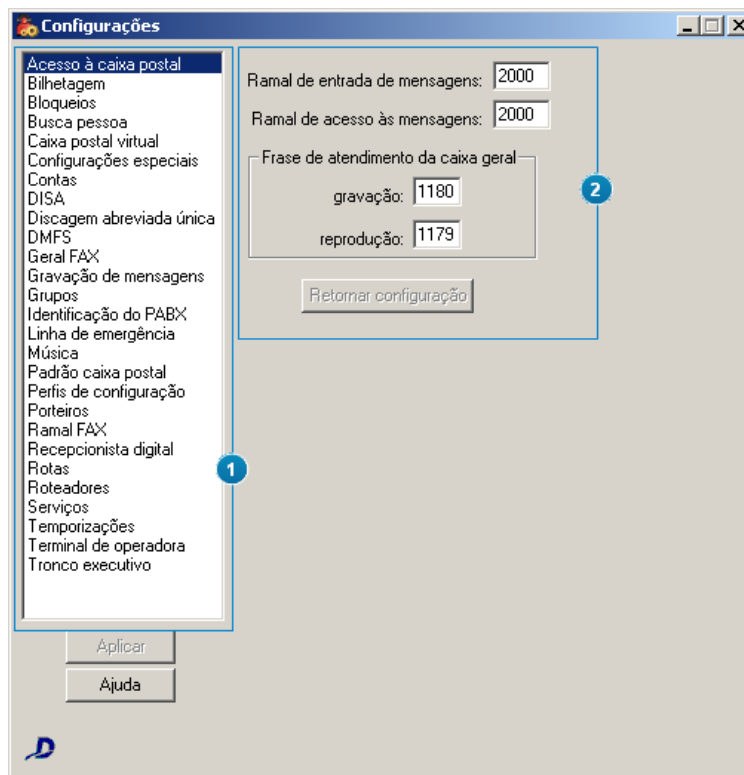 Configurações
Acesso à caixa postal
Bilhetagem
Bloqueios
Busca pessoa
Caixa postal virtual
Configurações especiais
Contas
DISA
Discagem abreviada única
DMFS
Geral FAX
Gravação de mensagens
Grupos
Identificação do PABX
Linha de emergência
Música
Padrão caixa postal
Perfis de configuração
Porteiros
Ramal FAX
Recepcionista digital
Rotas
Roteadores
Serviços
Temporizações
Terminal de operadora
Tronco executivo
1
Ramal de entrada de mensagens: 2000
Ramal de acesso às mensagens: 2000
Frase de atendimento da caixa geral
gravação: 1180
reprodução: 1179
Retornar configuração
2
Aplicar
Ajuda
D